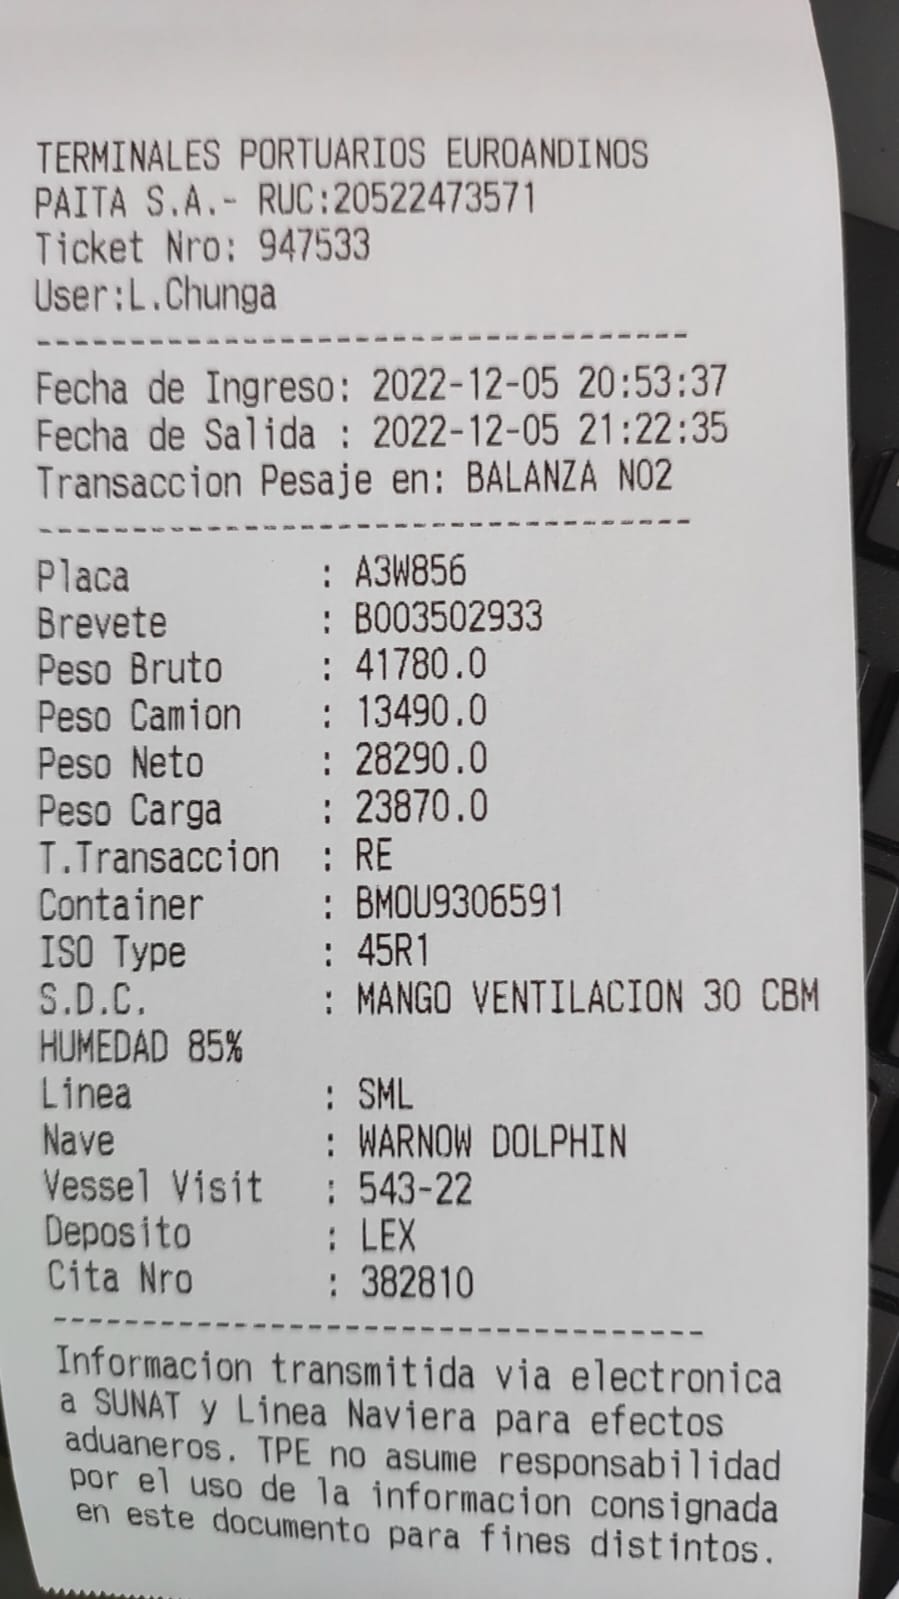 TERMINALES PORTUARIOS EUROANDINOS
PAITA S.A.- RUC:20522473571
Ticket Nro: 947533
User:L.Chunga
-----------------------------------
Fecha de Ingreso: 2022-12-05 20:53:37
Fecha de Salida : 2022-12-05 21:22:35
Transaccion Pesaje en: BALANZA NO2
-----------------------------------
Placa : A3W856
Brevete : B003502933
Peso Bruto : 41780.0
Peso Camion : 13490.0
Peso Neto : 28290.0
Peso Carga : 23870.0
T.Transaccion : RE
Container : BMOU9306591
ISO Type : 45R1
S.D.C. : MANGO VENTILACION 30 CBM
HUMEDAD 85%
Linea : SML
Nave : WARNOW DOLPHIN
Vessel Visit : 543-22
Deposito : LEX
Cita Nro : 382810
-----------------------------------
Informacion transmitida via electronica
a SUNAT y Linea Naviera para efectos
aduaneros. TPE no asume responsabilidad
por el uso de la informacion consignada
en este documento para fines distintos.